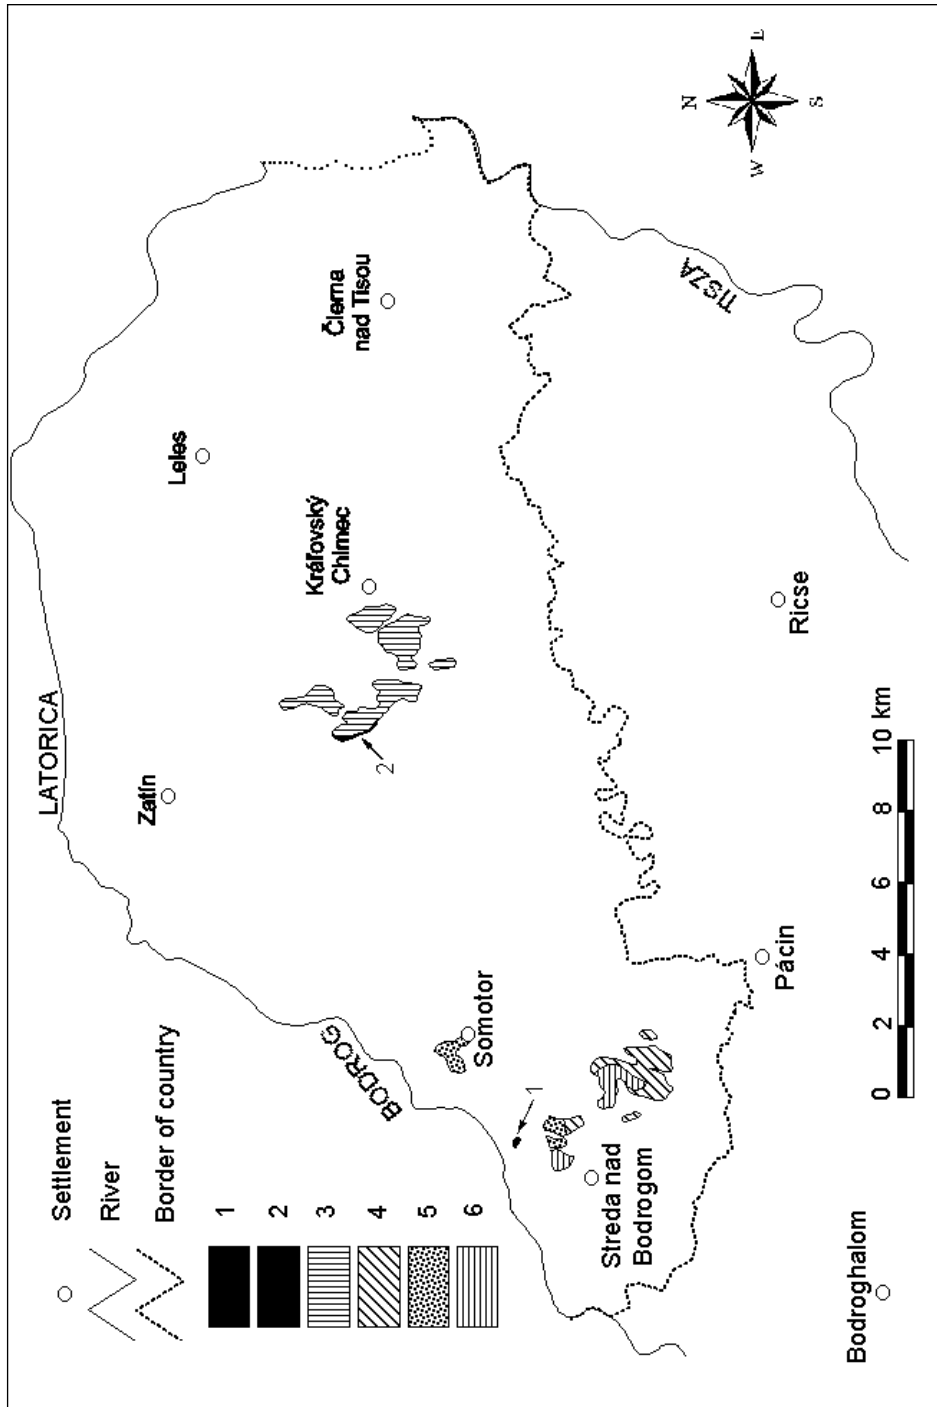 Settlement
River
Border of country
1
2
3
4
5
6
LATORICA
BODROG
TISZA
Zatín
Leles
Čierna
nad Tisou
Kráľovský
Chlmec
2
Somotor
1
Streda nad
Bodrogom
Pácin
Ricse
Bodroghalom
0
2
4
6
8
10 km
N
E
S
W